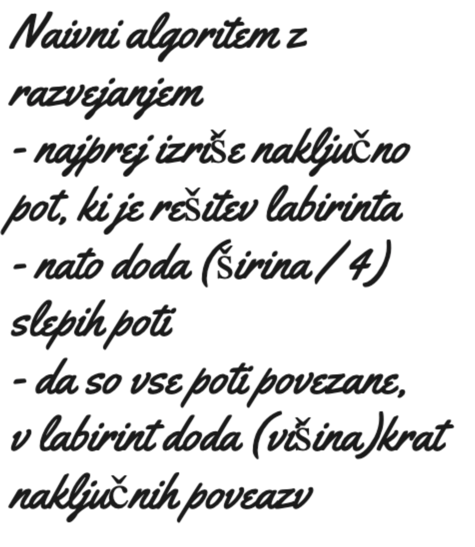 Naivni algoritem z
razvejanjem
- najprej izriše naključno
pot, ki je rešitev labirinta
- nato doda (širina / 4)
slepih poti
- da so vse poti povezane,
v labirint doda (višina)krat
naključnih poveazv